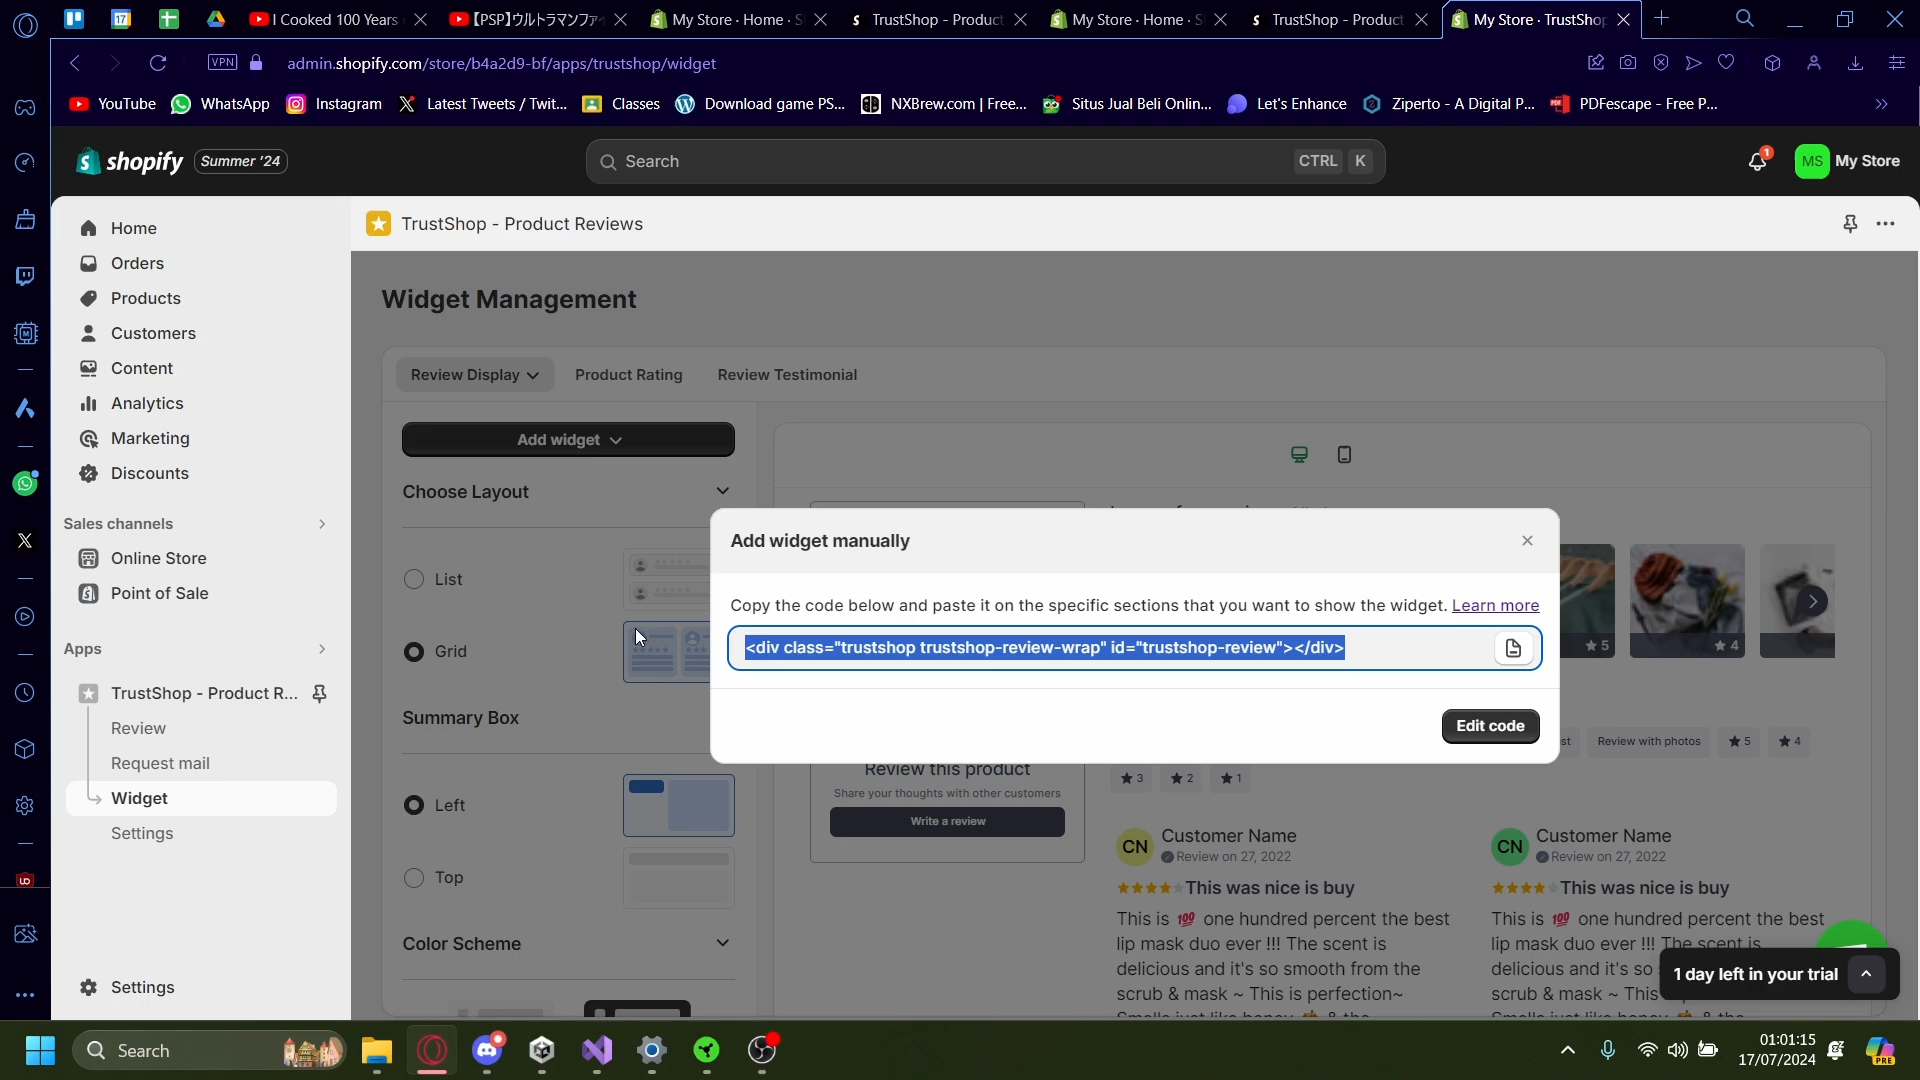 I Cooked 100 Years
[PSP]ウルトラマンファ
My Store · Home · S
TrustShop - Product
My Store · Home · S
TrustShop - Product
My Store · TrustShop
VPN
admin.shopify.com/store/b4a2d9-bf/apps/trustshop/widget
YouTube
WhatsApp
Instagram
Latest Tweets / Twit...
Classes
Download game PS...
NXBrew.com | Free...
Situs Jual Beli Onlin...
Let's Enhance
Ziperto - A Digital P...
PDFescape - Free P...
shopify
Summer '24
Search
CTRL K
1
MS My Store
Home
Orders
Products
Customers
Content
Analytics
Marketing
Discounts
Sales channels
Online Store
Point of Sale
Apps
TrustShop - Product R...
Review
Request mail
Widget
Settings
Settings
TrustShop - Product Reviews
Widget Management
Review Display
Product Rating
Review Testimonial
Add widget
Choose Layout
List
Grid
Summary Box
Left
Top
Color Scheme
Add widget manually
Copy the code below and paste it on the specific sections that you want to show the widget. Learn more
<div class="trustshop trustshop-review-wrap" id="trustshop-review"></div>
Edit code
5
4
Review with photos
5
4
3
2
1
Review this product
Share your thoughts with other customers
Write a review
CN Customer Name
Review on 27, 2022
This was nice is buy
This is 💯 one hundred percent the best
lip mask duo ever !!! The scent is
delicious and it's so smooth from the
scrub & mask ~ This is perfection~
CN Customer Name
Review on 27, 2022
This was nice is buy
This is 💯 one hundred percent the best
lip mask duo ever !!! The scent is
delicious and it's so
scrub & mask ~ This
1 day left in your trial
Search
01:01:15
17/07/2024
PRE